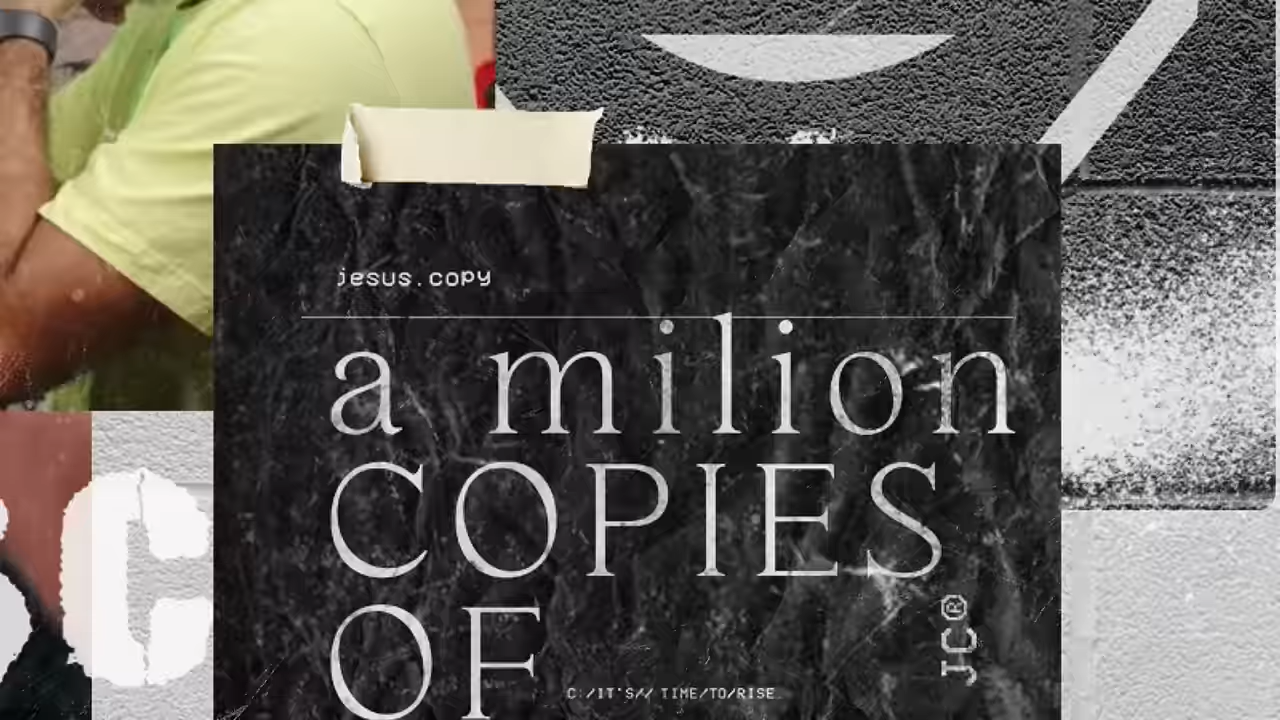 jesus.copy
a milion
COPIES
OF
JC®
C:/IT'S// TIME/TO/RISE